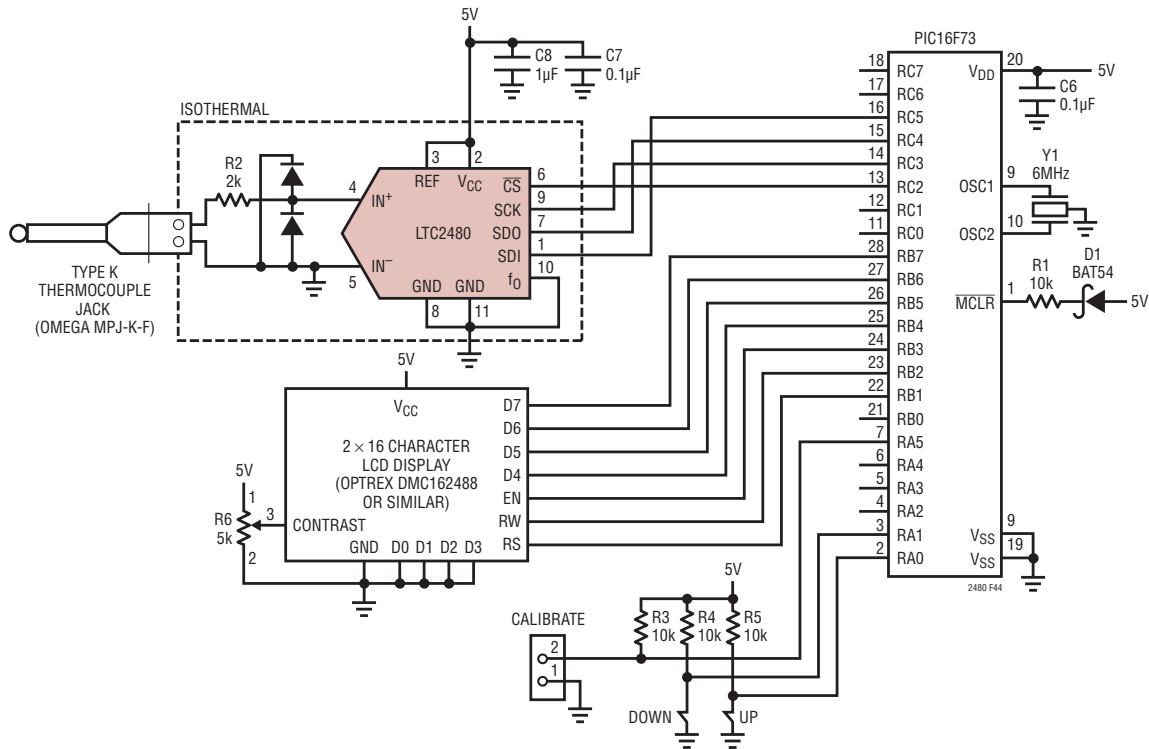 5V
C8
1µF
C7
0.1µF
ISOTHERMAL
R2
2k
TYPE K
THERMOCOUPLE
JACK
(OMEGA MPJ-K-F)
4
IN+
5
IN−
3
REF
2
VCC
LTC2480
GND
8
GND
11
6
CS
9
SCK
7
SDO
1
SDI
10
fO
PIC16F73
18 RC7
17 RC6
16 RC5
15 RC4
14 RC3
13 RC2
12 RC1
11 RC0
28 RB7
27 RB6
26 RB5
25 RB4
24 RB3
23 RB2
22 RB1
21 RB0
7 RA5
6 RA4
5 RA3
4 RA2
3 RA1
2 RA0
VDD 20
5V
C6
0.1µF
Y1
6MHz
OSC1 9
OSC2 10
R1
10k
D1
BAT54
MCLR 1
5V
VSS 9
VSS 19
2480 F44
5V
VCC
2 × 16 CHARACTER
LCD DISPLAY
(OPTREX DMC162488
OR SIMILAR)
D7
D6
D5
D4
EN
RW
RS
5V
1
R6
5k
3
CONTRAST
2
GND D0 D1 D2 D3
5V
CALIBRATE
2
1
R3
10k
R4
10k
R5
10k
DOWN
UP